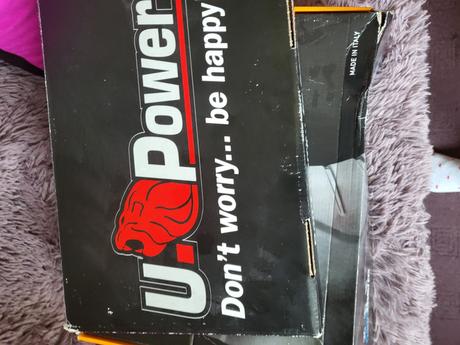 U.Power
Don't worry... be happy
MADE IN ITALY